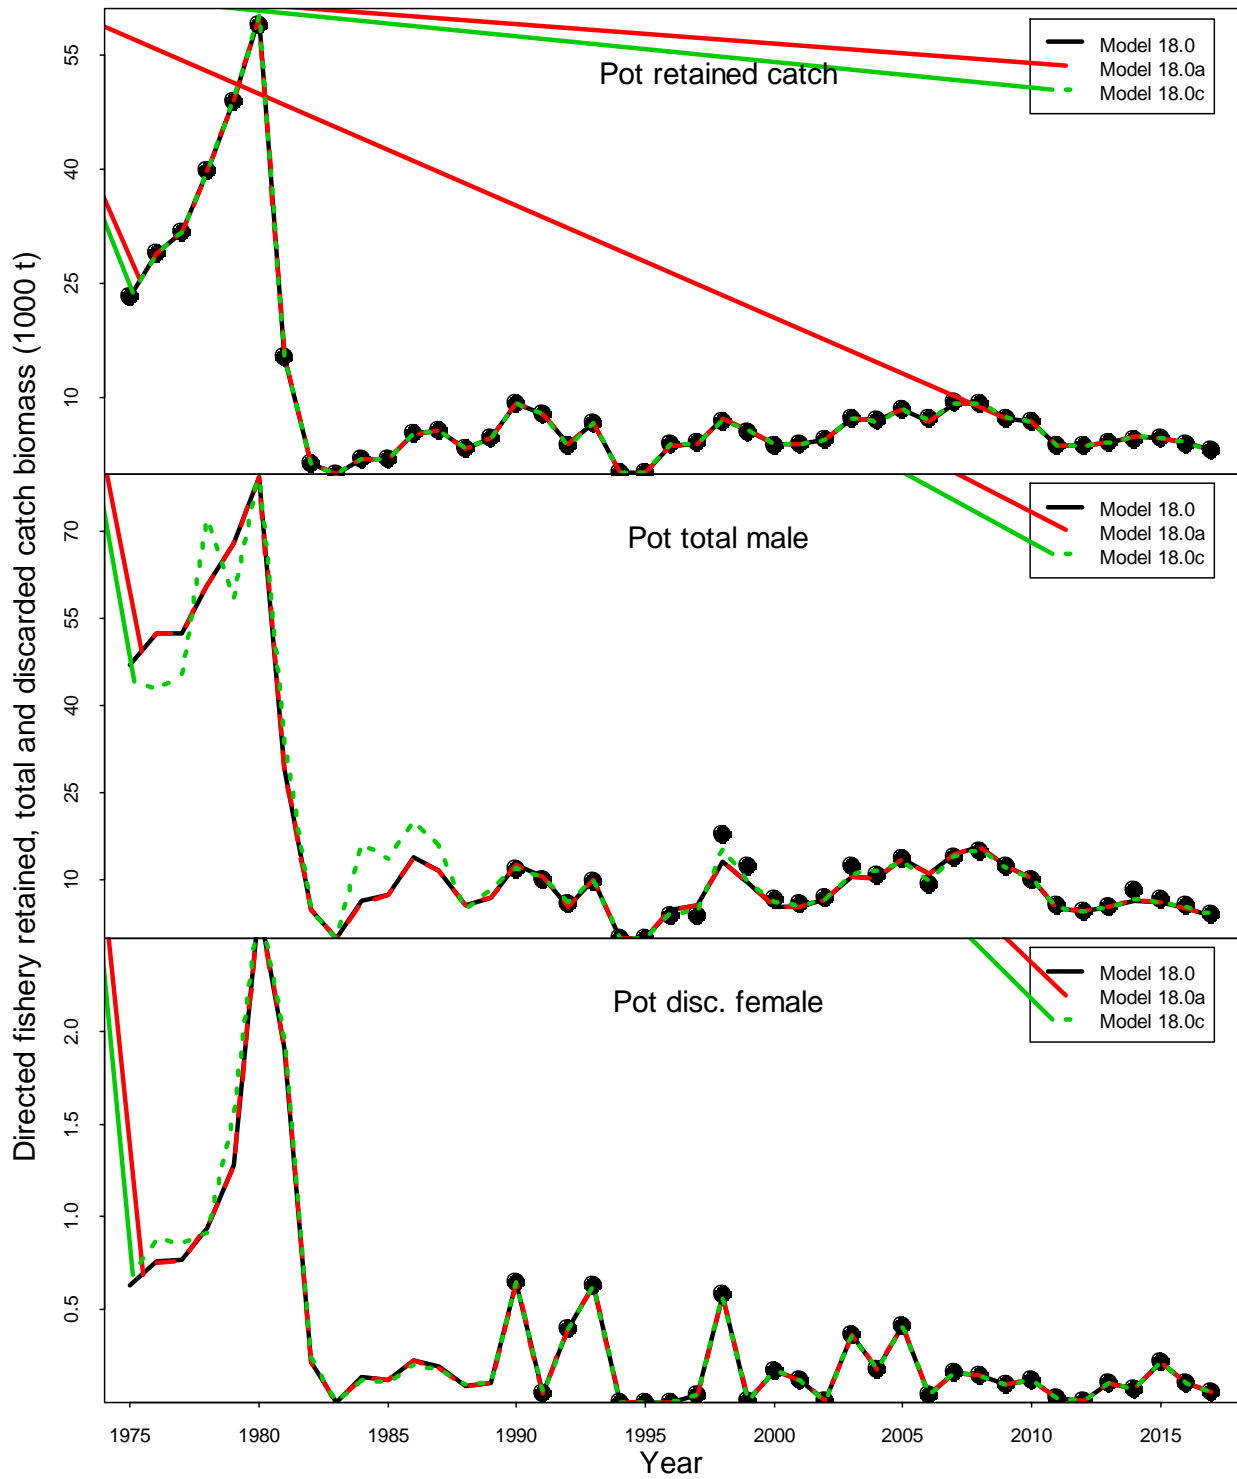 Directed fishery retained, total and discarded catch biomass (1000 t)
Pot retained catch
Model 18.0
Model 18.0a
Model 18.0c
55
40
25
10
Pot total male
Model 18.0
Model 18.0a
Model 18.0c
70
55
40
25
10
Pot disc. female
Model 18.0
Model 18.0a
Model 18.0c
2.0
1.5
1.0
0.5
1975 1980 1985 1990 1995 2000 2005 2010 2015
Year